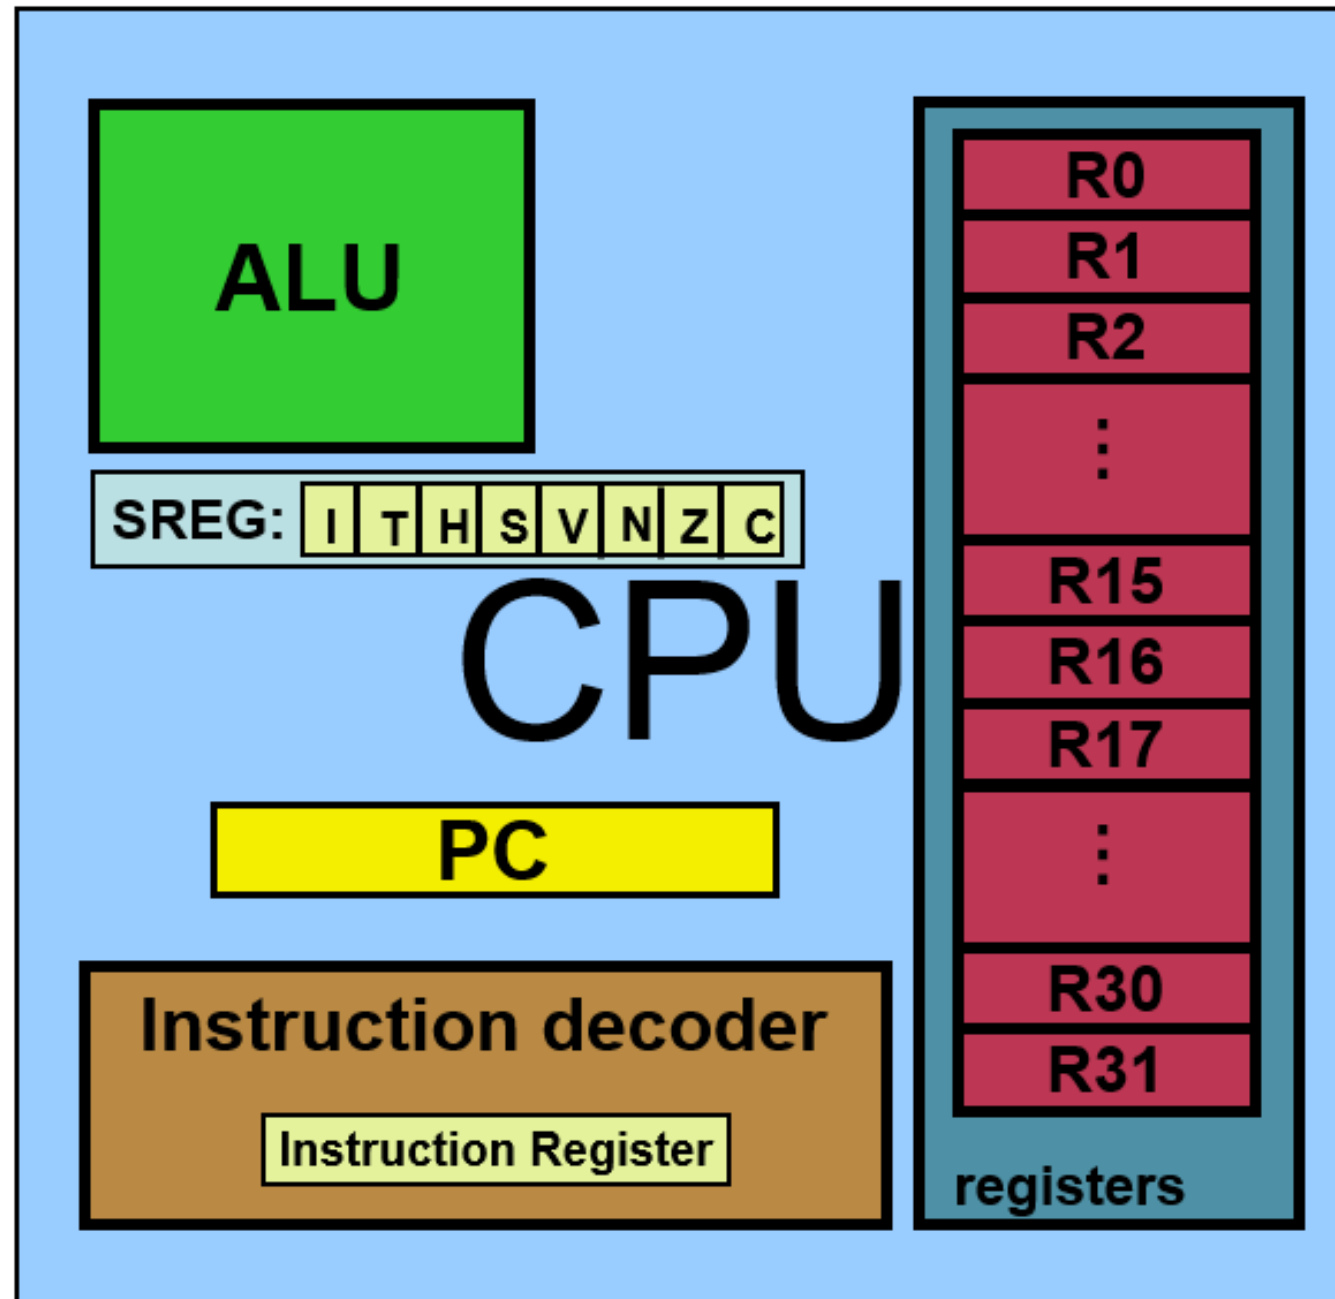 ALU
SREG: I T H S V N Z C
CPU
PC
Instruction decoder
Instruction Register
R0
R1
R2
⋮
R15
R16
R17
⋮
R30
R31
registers